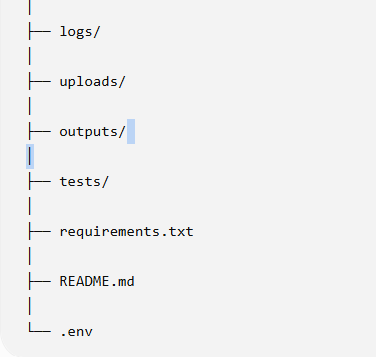 │
├── logs/
│
├── uploads/
│
├── outputs/
│
├── tests/
│
├── requirements.txt
│
├── README.md
│
└── .env